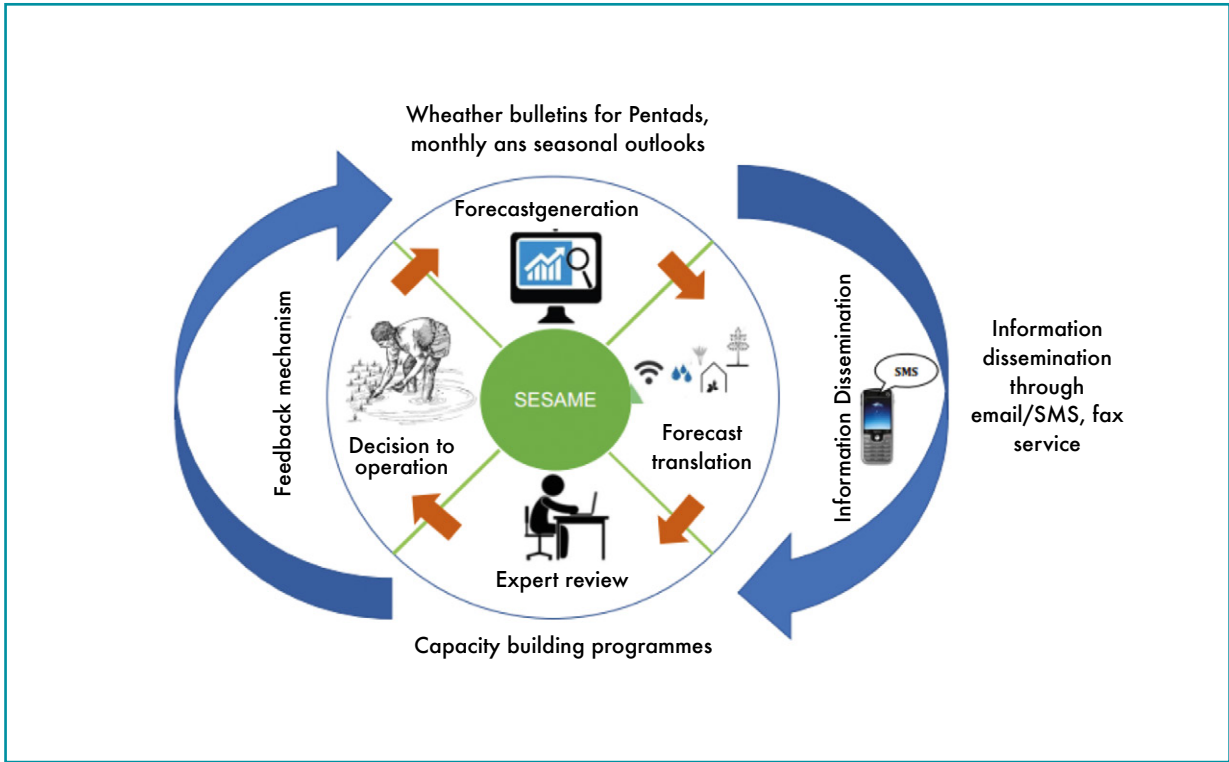 Wheather bulletins for Pentads,
monthly ans seasonal outlooks
Forecastgeneration
Feedback mechanism
Information Dissemination
SMS
SESAME
Decision to
operation
Forecast
translation
Information
dissemination
through
email/SMS, fax
service
Expert review
Capacity building programmes